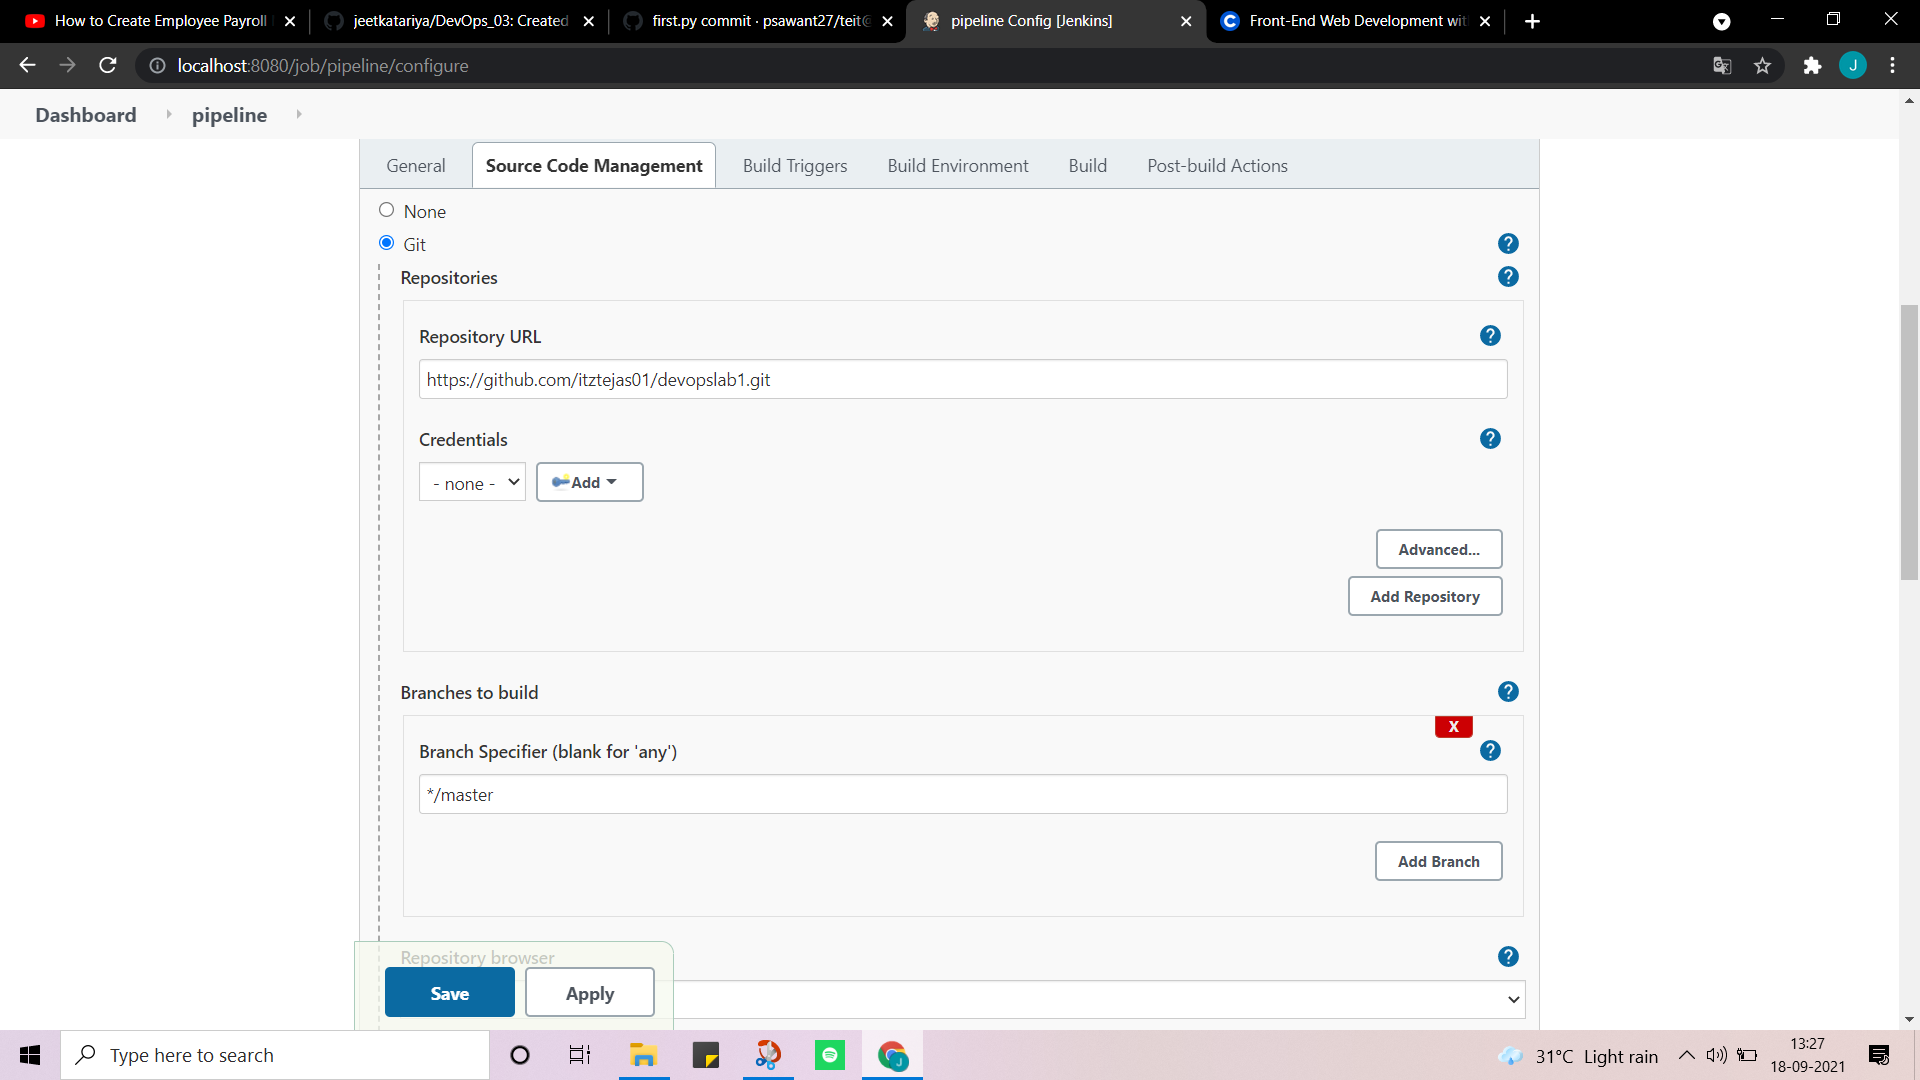 How to Create Employee Payroll
jeetkatariya/DevOps_03: Created
first.py commit · psawant27/teit@
pipeline Config [Jenkins]
Front-End Web Development wit
localhost:8080/job/pipeline/configure
J
Dashboard
pipeline
General
Source Code Management
Build Triggers
Build Environment
Build
Post-build Actions
None
Git
?
Repositories
?
Repository URL
?
https://github.com/itztejas01/devopslab1.git
Credentials
?
- none -
Add
Advanced...
Add Repository
Branches to build
?
X
Branch Specifier (blank for 'any')
?
*/master
Add Branch
Repository browser
?
Save
Apply
Type here to search
31°C Light rain
13:27
18-09-2021